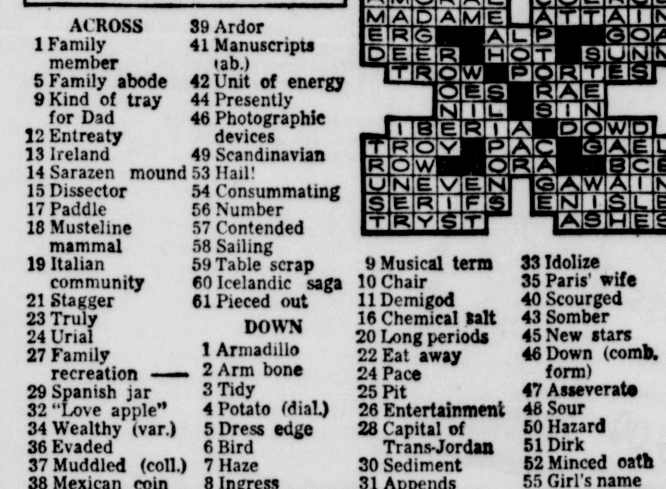 ACROSS
1 Family
member
5 Family abode
9 Kind of tray
for Dad
12 Entreaty
13 Ireland
14 Sarazen mound
15 Dissector
17 Paddle
18 Musteline
mammal
19 Italian
community
21 Stagger
23 Truly
24 Urial
27 Family
recreation —
29 Spanish jar
32 "Love apple"
34 Wealthy (var.)
36 Evaded
37 Muddled (coll.)
38 Mexican coin
39 Ardor
41 Manuscripts
(ab.)
42 Unit of energy
44 Presently
46 Photographic
devices
49 Scandinavian
53 Hail!
54 Consummating
56 Number
57 Contended
58 Sailing
59 Table scrap
60 Icelandic saga
61 Pieced out
DOWN
1 Armadillo
2 Arm bone
3 Tidy
4 Potato (dial.)
5 Dress edge
6 Bird
7 Haze
8 Ingress
MADAME ATTAIN
ERG ALP GOA
DEER HOT SUNN
TROW PORTES
OES RAE
NIL SIN
IBERIA DOWD
TROY PAC GAEL
ROW ORA BCE
UNEVEN GAWAIN
SERIFS ENISLE
TRYST ASHES
9 Musical term
10 Chair
11 Demigod
16 Chemical salt
20 Long periods
22 Eat away
24 Pace
25 Pit
26 Entertainment
28 Capital of
Trans-Jordan
30 Sediment
31 Appends
33 Idolize
35 Paris' wife
40 Scourged
43 Somber
45 New stars
46 Down (comb.
form)
47 Asseverate
48 Sour
50 Hazard
51 Dirk
52 Minced oath
55 Girl's name